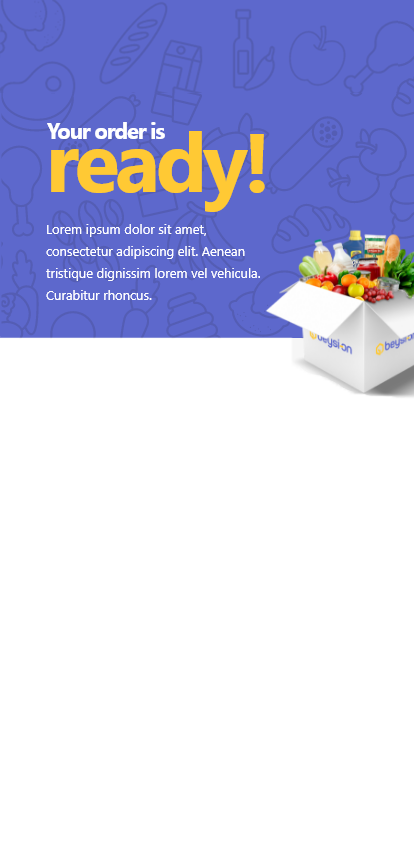 Your order is
ready!
Lorem ipsum dolor sit amet,
consectetur adipiscing elit. Aenean
tristique dignissim lorem vel vehicula.
Curabitur rhoncus.
beysion